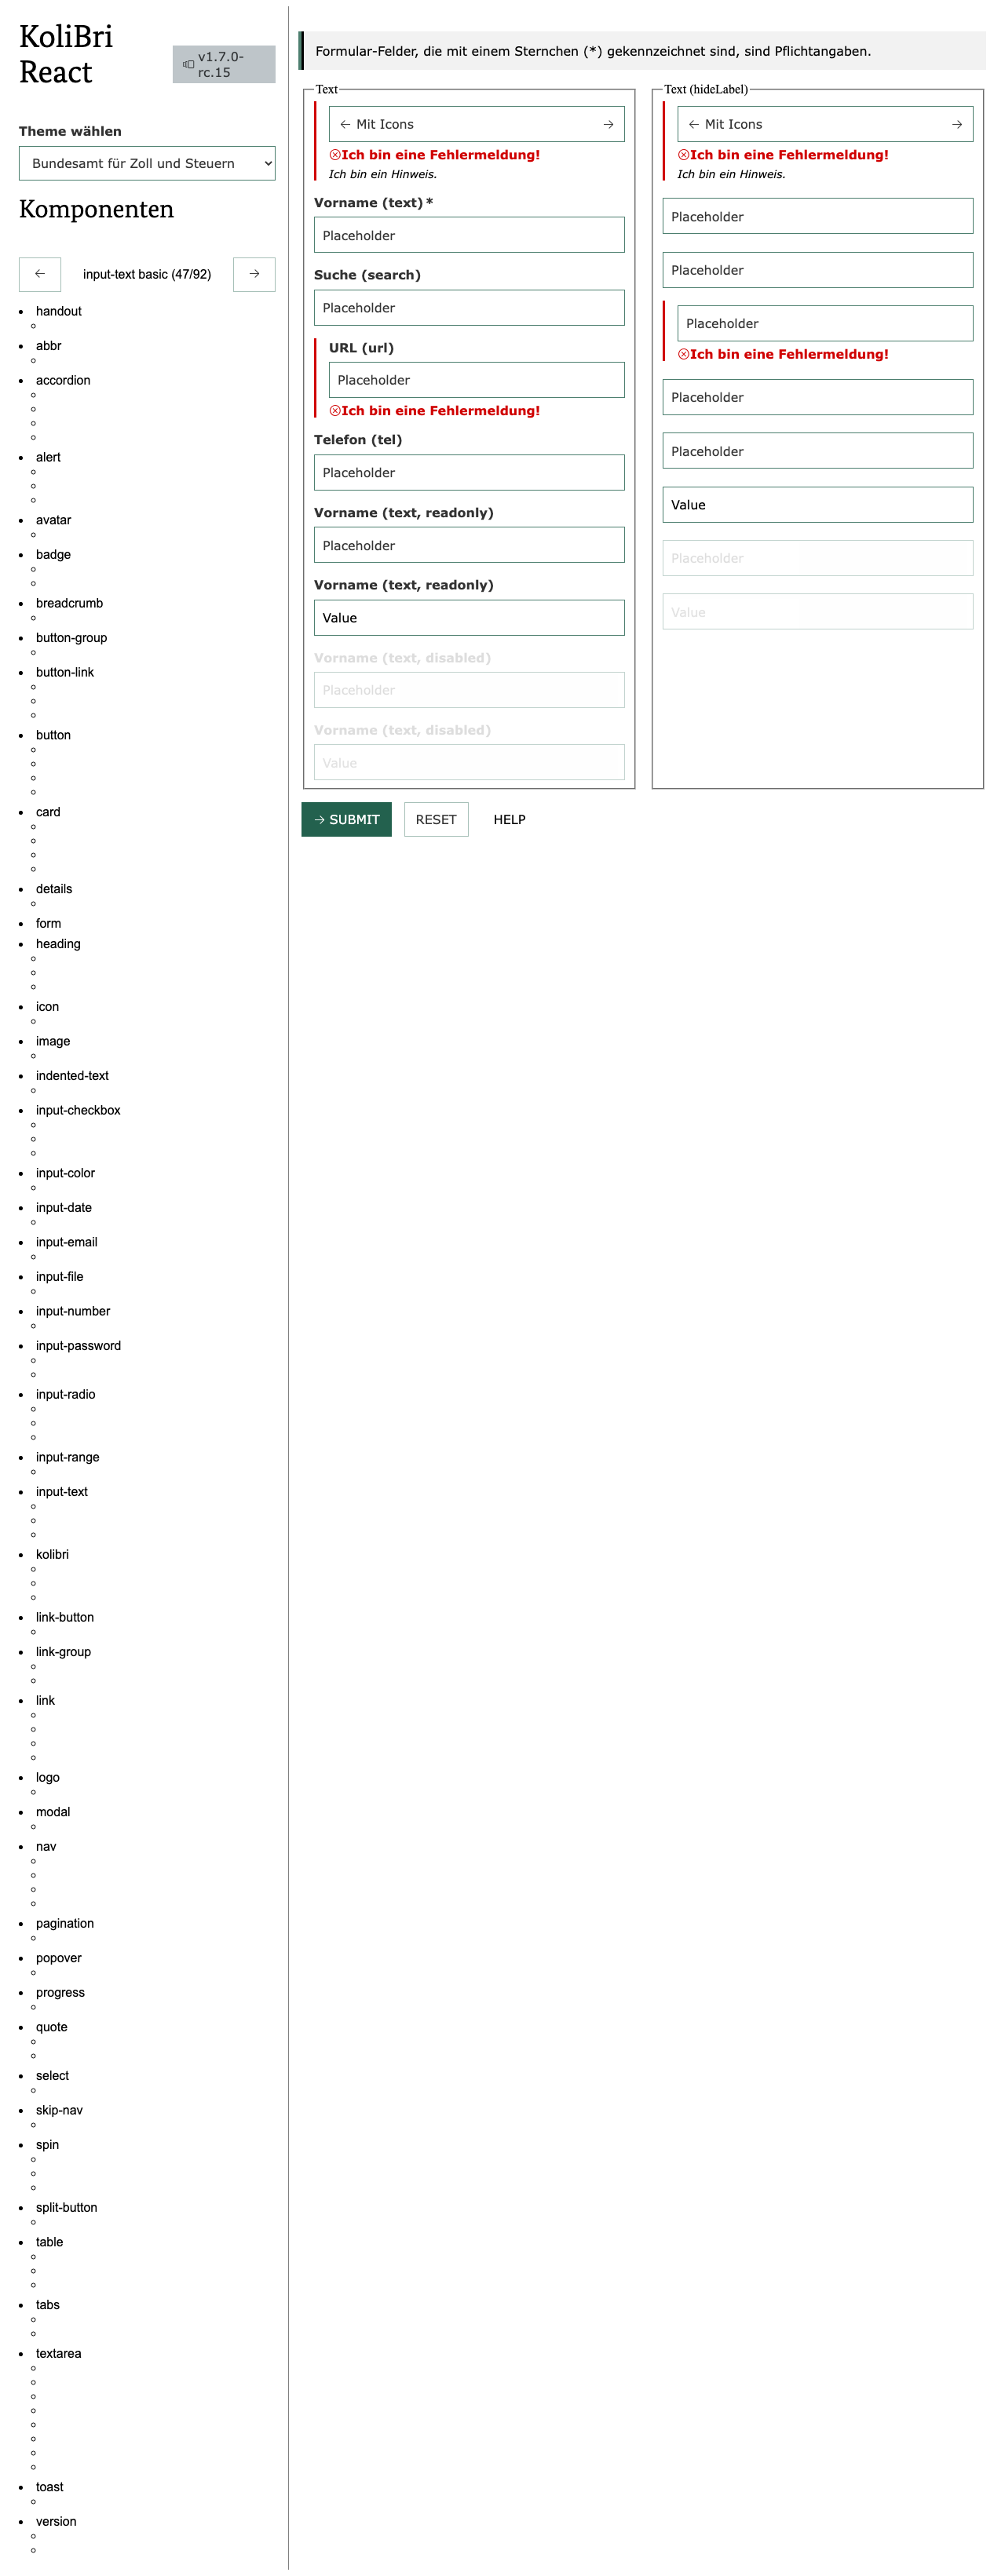 KoliBri
React
v1.7.0-
rc.15
Theme wählen
Bundesamt für Zoll und Steuern
Komponenten
← input-text basic (47/92) →
handout
abbr
accordion
alert
avatar
badge
breadcrumb
button-group
button-link
button
card
details
form
heading
icon
image
indented-text
input-checkbox
input-color
input-date
input-email
input-file
input-number
input-password
input-radio
input-range
input-text
kolibri
link-button
link-group
link
logo
modal
nav
pagination
popover
progress
quote
select
skip-nav
spin
split-button
table
tabs
textarea
toast
version
Formular-Felder, die mit einem Sternchen (*) gekennzeichnet sind, sind Pflichtangaben.
Text
← Mit Icons →
Ich bin eine Fehlermeldung!
Ich bin ein Hinweis.
Vorname (text)*
Placeholder
Suche (search)
Placeholder
URL (url)
Placeholder
Ich bin eine Fehlermeldung!
Telefon (tel)
Placeholder
Vorname (text, readonly)
Placeholder
Vorname (text, readonly)
Value
Vorname (text, disabled)
Placeholder
Vorname (text, disabled)
Value
Text (hideLabel)
← Mit Icons →
Ich bin eine Fehlermeldung!
Ich bin ein Hinweis.
Placeholder
Placeholder
Placeholder
Ich bin eine Fehlermeldung!
Placeholder
Placeholder
Value
Placeholder
Value
→ SUBMIT
RESET
HELP